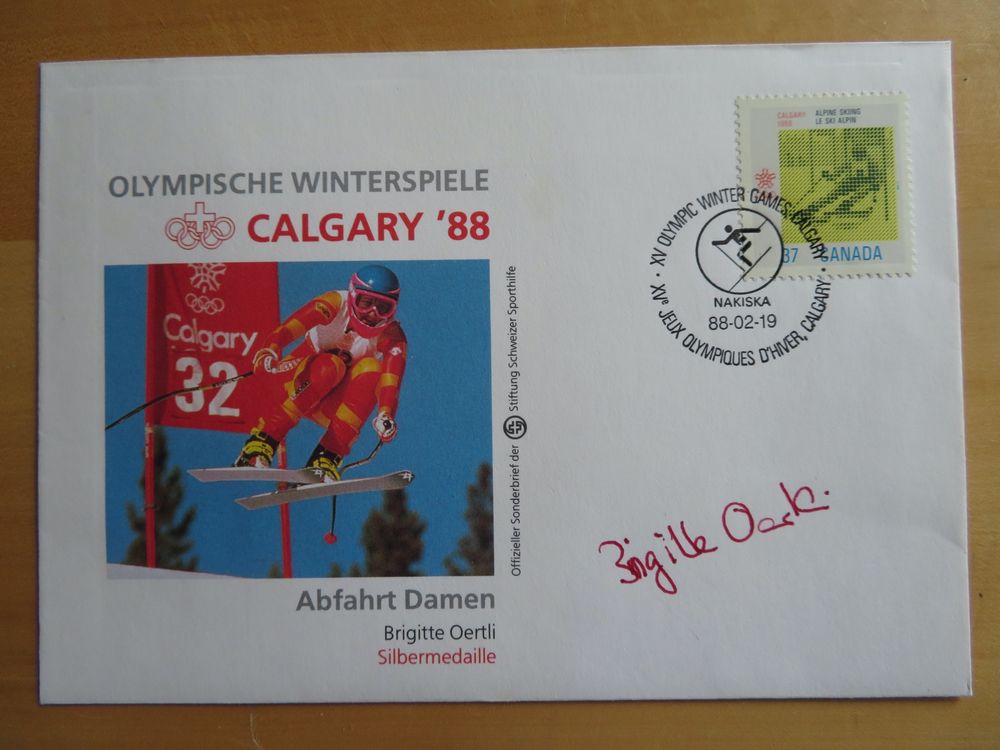 OLYMPISCHE WINTERSPIELE
CALGARY '88
Calgary
32
Offizieller Sonderbrief der Stiftung Schweizer Sporthilfe
Abfahrt Damen
Brigitte Oertli
Silbermedaille
CALGARY
1988
ALPINE SKIING
LE SKI ALPIN
37 CANADA
XV OLYMPIC WINTER GAMES, CALGARY
NAKISKA
88-02-19
XVe JEUX OLYMPIQUES D'HIVER, CALGARY
Brigitte Oertli